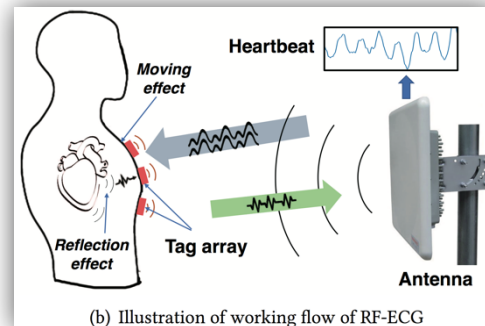 Heartbeat
Moving
effect
Reflection
effect
Tag array
Antenna
(b) Illustration of working flow of RF-ECG